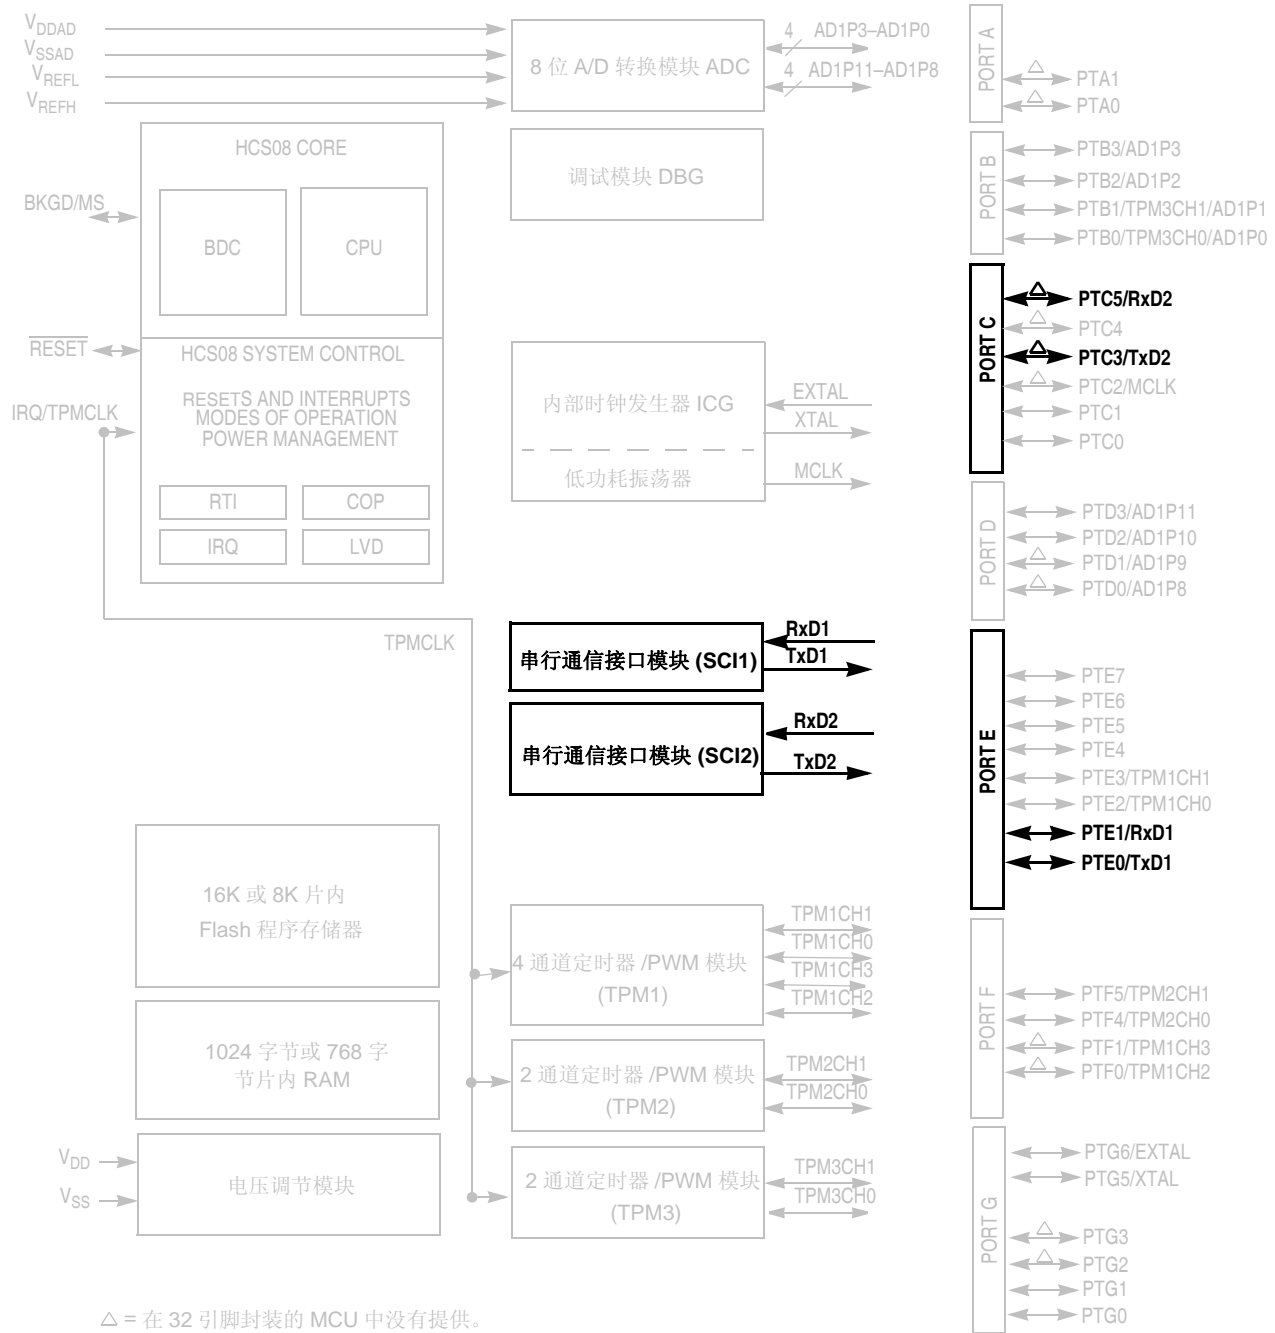 VDDAD
VSSAD
VREFL
VREFH
8 位 A/D 转换模块 ADC
4 AD1P3–AD1P0
4 AD1P11–AD1P8
PORT A
PTA1
PTA0
HCS08 CORE
BDC
CPU
BKGD/MS
调试模块 DBG
PORT B
PTB3/AD1P3
PTB2/AD1P2
PTB1/TPM3CH1/AD1P1
PTB0/TPM3CH0/AD1P0
RESET
IRQ/TPMCLK
HCS08 SYSTEM CONTROL
RESETS AND INTERRUPTS
MODES OF OPERATION
POWER MANAGEMENT
RTI
COP
IRQ
LVD
内部时钟发生器 ICG
低功耗振荡器
EXTAL
XTAL
MCLK
PORT C
PTC5/RxD2
PTC4
PTC3/TxD2
PTC2/MCLK
PTC1
PTC0
PORT D
PTD3/AD1P11
PTD2/AD1P10
PTD1/AD1P9
PTD0/AD1P8
TPMCLK
串行通信接口模块 (SCI1)
RxD1
TxD1
串行通信接口模块 (SCI2)
RxD2
TxD2
PORT E
PTE7
PTE6
PTE5
PTE4
PTE3/TPM1CH1
PTE2/TPM1CH0
PTE1/RxD1
PTE0/TxD1
16K 或 8K 片内
Flash 程序存储器
4 通道定时器 /PWM 模块
(TPM1)
TPM1CH1
TPM1CH0
TPM1CH3
TPM1CH2
PORT F
PTF5/TPM2CH1
PTF4/TPM2CH0
PTF1/TPM1CH3
PTF0/TPM1CH2
1024 字节或 768 字
节片内 RAM
2 通道定时器 /PWM 模块
(TPM2)
TPM2CH1
TPM2CH0
VDD
VSS
电压调节模块
2 通道定时器 /PWM 模块
(TPM3)
TPM3CH1
TPM3CH0
PORT G
PTG6/EXTAL
PTG5/XTAL
PTG3
PTG2
PTG1
PTG0
△ = 在 32 引脚封装的 MCU 中没有提供。